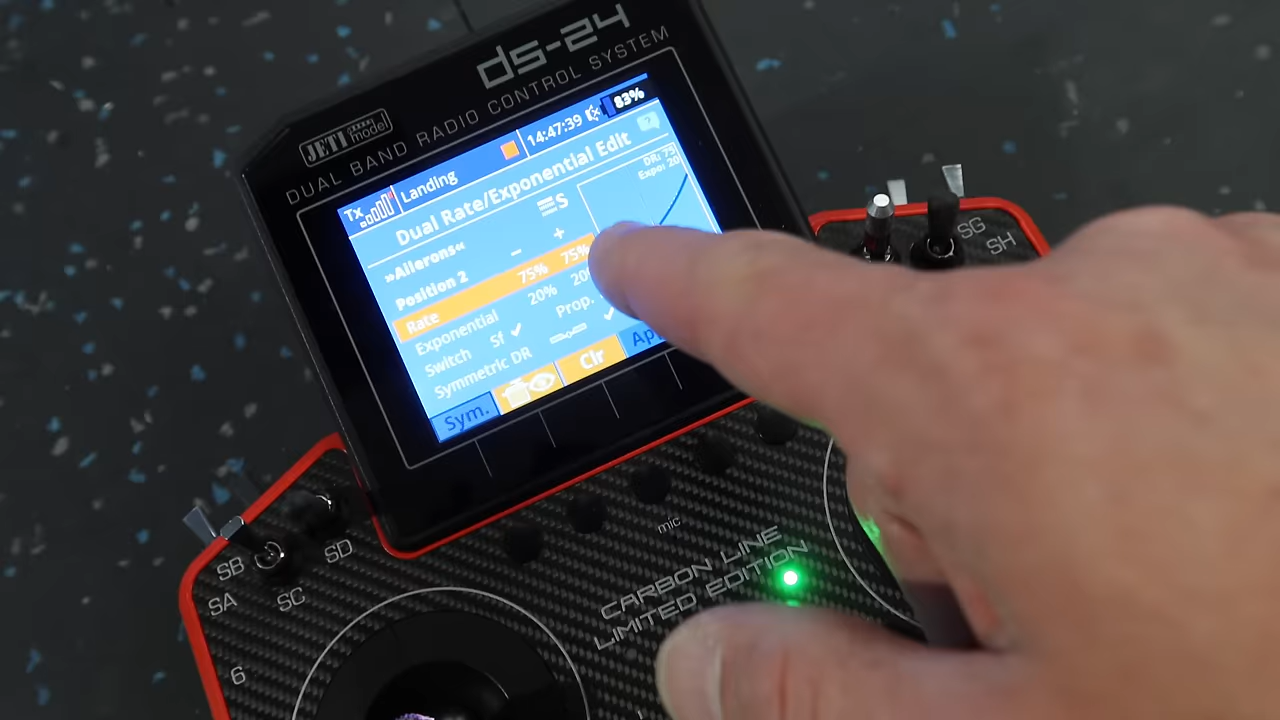 ds-24
JETI model
DUAL BAND RADIO CONTROL SYSTEM
Tx Landing 14:47:39 83%
Dual Rate/Exponential Edit ?
DR: 75
Expo: 20
S
»Ailerons«
Position 2 - +
Rate 75% 75%
Exponential 20%
Switch Sf Prop.
Symmetric DR
Sym. Clr
SG
SH
mic
SB SD
SA SC
6
CARBON LINE
LIMITED EDITION